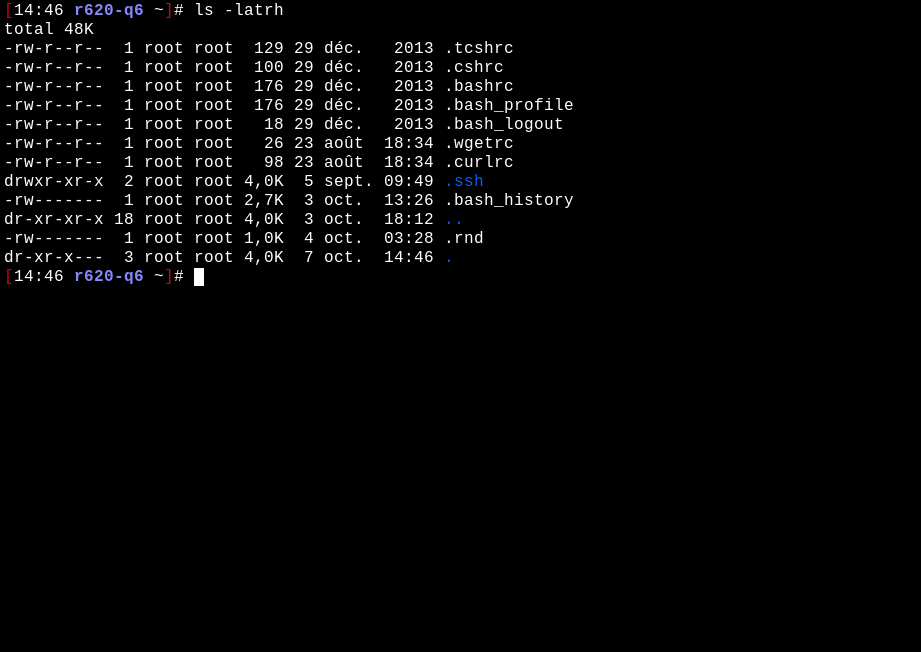 [14:46 r620-q6 ~]# ls -latrh
total 48K
-rw-r--r--  1 root root  129 29 déc.   2013 .tcshrc
-rw-r--r--  1 root root  100 29 déc.   2013 .cshrc
-rw-r--r--  1 root root  176 29 déc.   2013 .bashrc
-rw-r--r--  1 root root  176 29 déc.   2013 .bash_profile
-rw-r--r--  1 root root   18 29 déc.   2013 .bash_logout
-rw-r--r--  1 root root   26 23 août  18:34 .wgetrc
-rw-r--r--  1 root root   98 23 août  18:34 .curlrc
drwxr-xr-x  2 root root 4,0K  5 sept. 09:49 .ssh
-rw-------  1 root root 2,7K  3 oct.  13:26 .bash_history
dr-xr-xr-x 18 root root 4,0K  3 oct.  18:12 ..
-rw-------  1 root root 1,0K  4 oct.  03:28 .rnd
dr-xr-x---  3 root root 4,0K  7 oct.  14:46 .
[14:46 r620-q6 ~]#